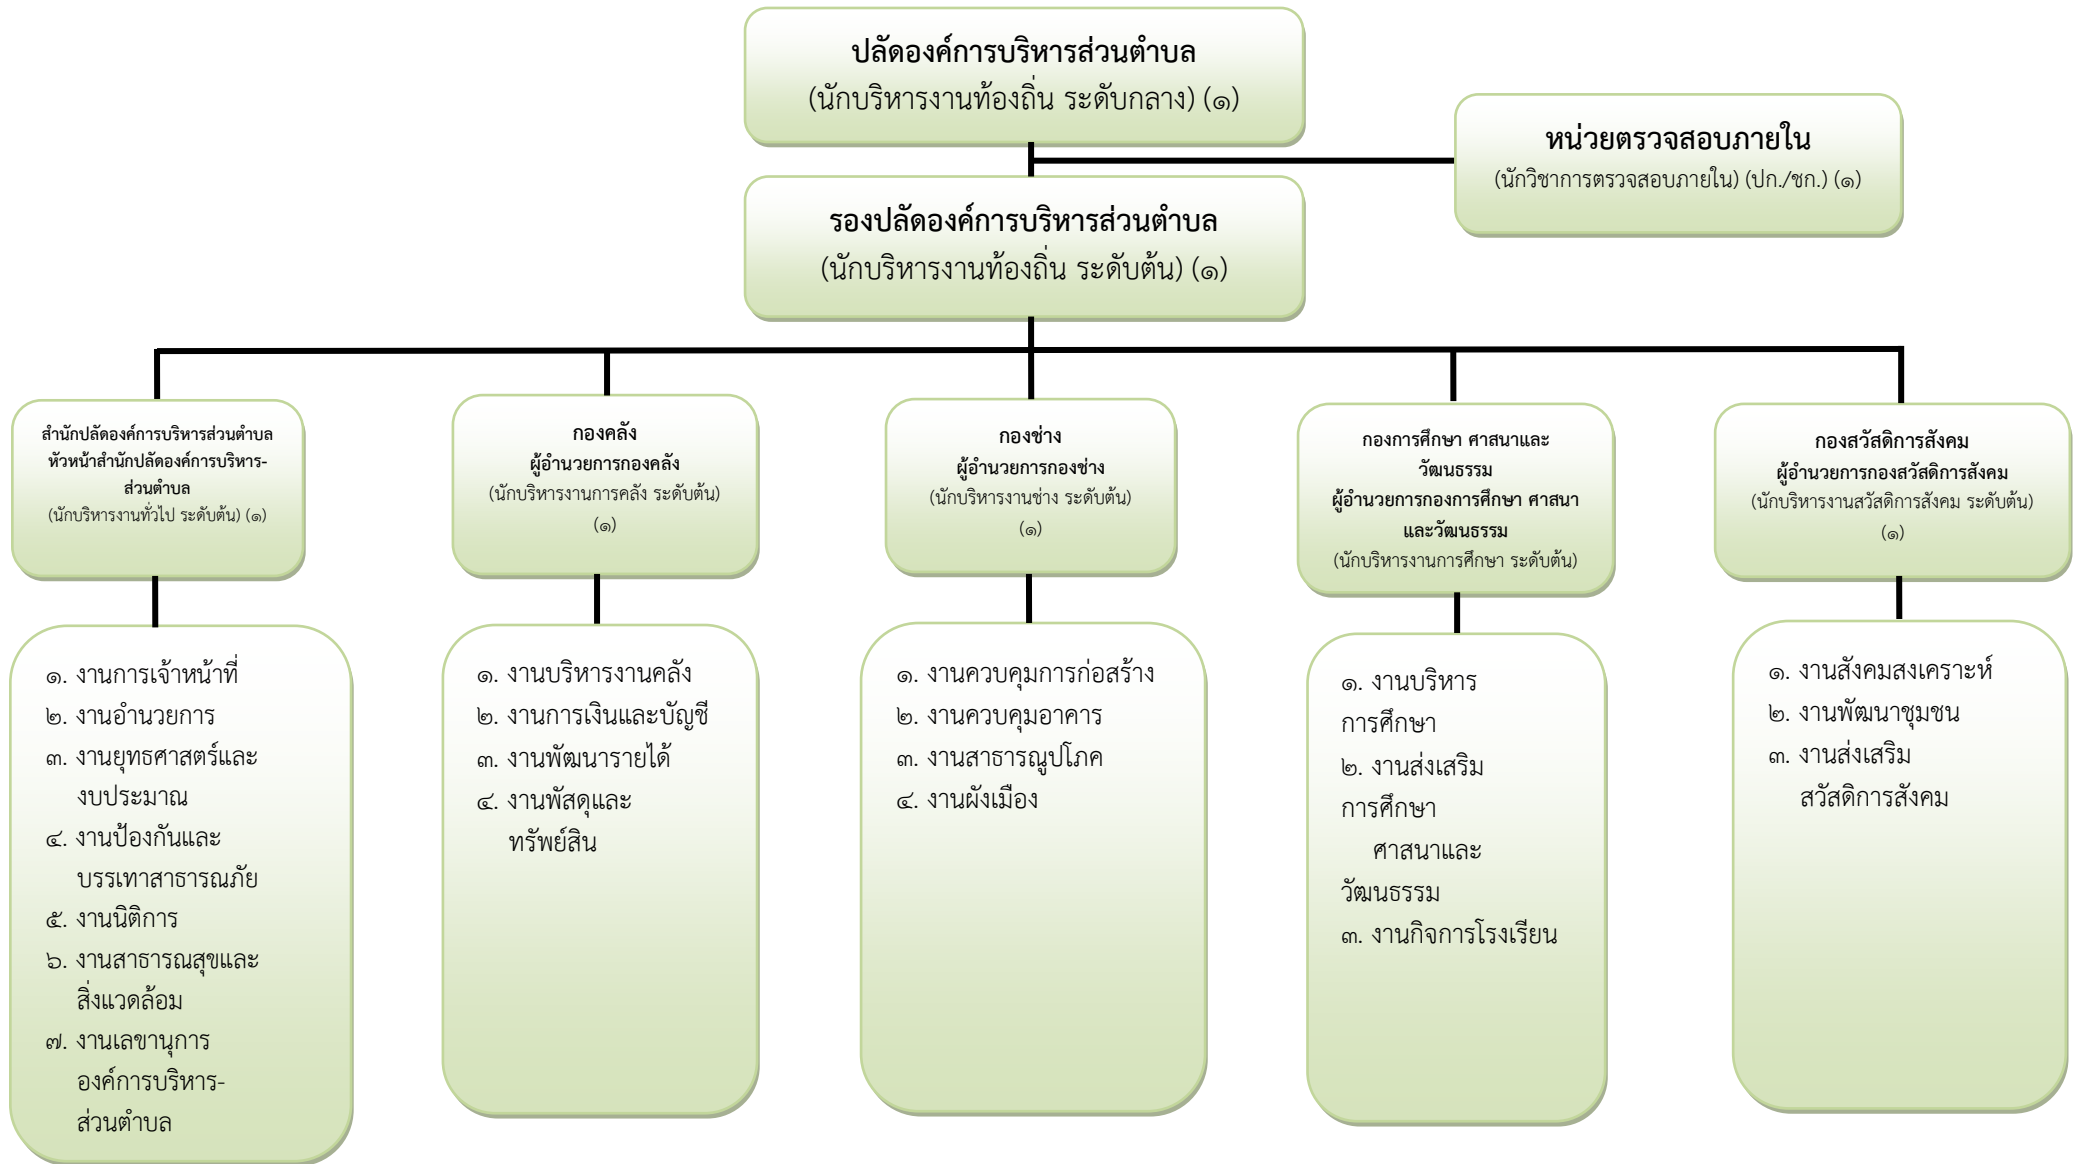 ปลัดองค์การบริหารส่วนตำบล
(นักบริหารงานท้องถิ่น ระดับกลาง) (๑)
หน่วยตรวจสอบภายใน
(นักวิชาการตรวจสอบภายใน) (ปก./ชก.) (๑)
รองปลัดองค์การบริหารส่วนตำบล
(นักบริหารงานท้องถิ่น ระดับต้น) (๑)
สำนักปลัดองค์การบริหารส่วนตำบล
หัวหน้าสำนักปลัดองค์การบริหาร-
ส่วนตำบล
(นักบริหารงานทั่วไป ระดับต้น) (๑)
กองคลัง
ผู้อำนวยการกองคลัง
(นักบริหารงานการคลัง ระดับต้น)
(๑)
กองช่าง
ผู้อำนวยการกองช่าง
(นักบริหารงานช่าง ระดับต้น)
(๑)
กองการศึกษา ศาสนาและ
วัฒนธรรม
ผู้อำนวยการกองการศึกษา ศาสนา
และวัฒนธรรม
(นักบริหารงานการศึกษา ระดับต้น)
กองสวัสดิการสังคม
ผู้อำนวยการกองสวัสดิการสังคม
(นักบริหารงานสวัสดิการสังคม ระดับต้น)
(๑)
๑. งานการเจ้าหน้าที่
๒. งานอำนวยการ
๓. งานยุทธศาสตร์และ
งบประมาณ
๔. งานป้องกันและ
บรรเทาสาธารณภัย
๕. งานนิติการ
๖. งานสาธารณสุขและ
สิ่งแวดล้อม
๗. งานเลขานุการ
องค์การบริหาร-
ส่วนตำบล
๑. งานบริหารงานคลัง
๒. งานการเงินและบัญชี
๓. งานพัฒนารายได้
๔. งานพัสดุและ
ทรัพย์สิน
๑. งานควบคุมการก่อสร้าง
๒. งานควบคุมอาคาร
๓. งานสาธารณูปโภค
๔. งานผังเมือง
๑. งานบริหาร
การศึกษา
๒. งานส่งเสริม
การศึกษา
ศาสนาและ
วัฒนธรรม
๓. งานกิจการโรงเรียน
๑. งานสังคมสงเคราะห์
๒. งานพัฒนาชุมชน
๓. งานส่งเสริม
สวัสดิการสังคม